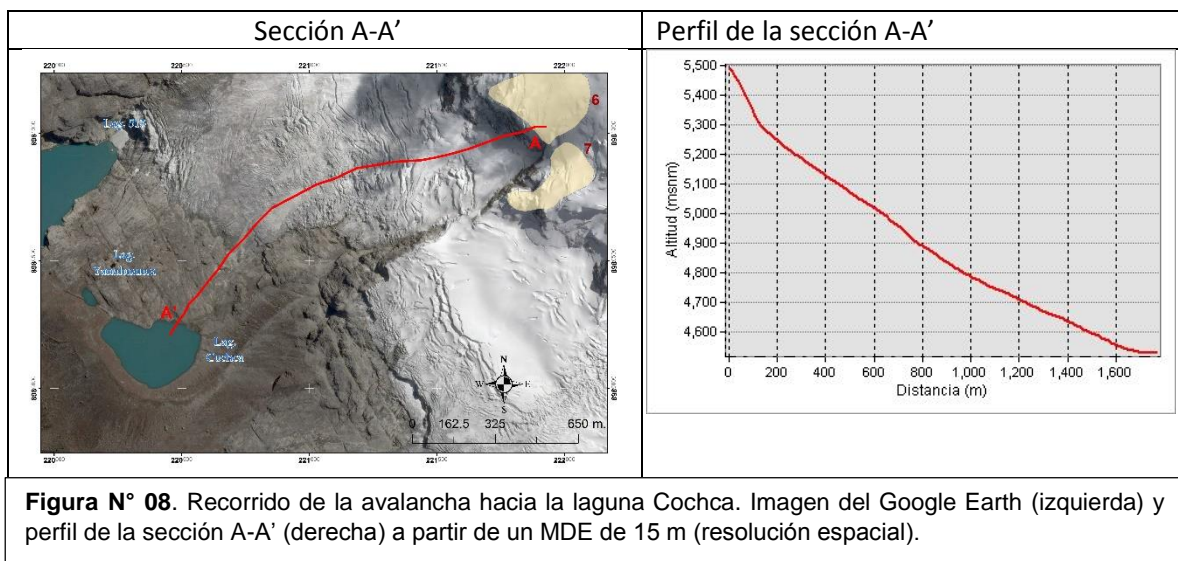 Sección A-A’
Perfil de la sección A-A’
6
7
A
A'
Lag.
Lag.
Cochca
N
W
E
S
0 162.5 325 650 m.
5,500
5,400
5,300
5,200
5,100
5,000
4,900
4,800
4,700
4,600
Altitud (msnm)
0 200 400 600 800 1,000 1,200 1,400 1,600
Distancia (m)
Figura N° 08. Recorrido de la avalancha hacia la laguna Cochca. Imagen del Google Earth (izquierda) y
perfil de la sección A-A’ (derecha) a partir de un MDE de 15 m (resolución espacial).